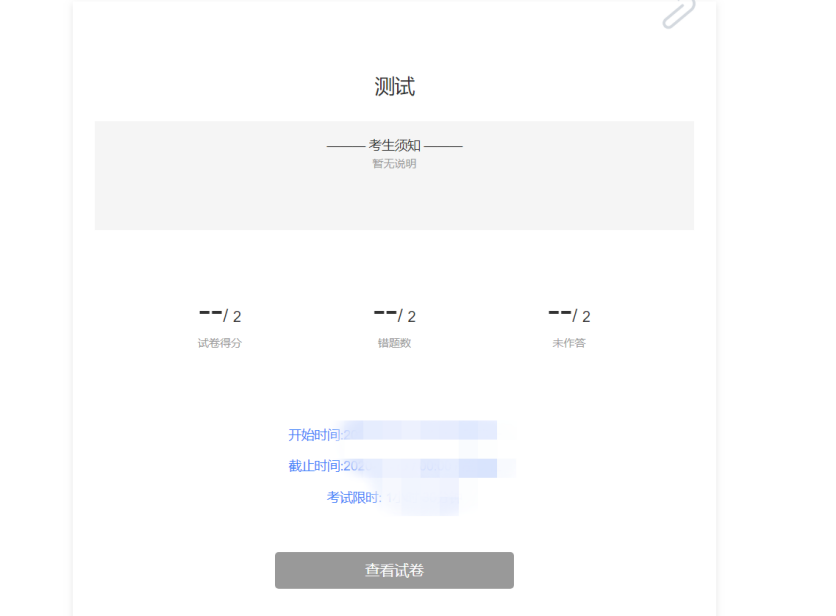 测试
考生须知
暂无说明
--/ 2 --/ 2 --/ 2
试卷得分 错题数 未作答
开始时间:
截止时间:202
考试限时:
查看试卷